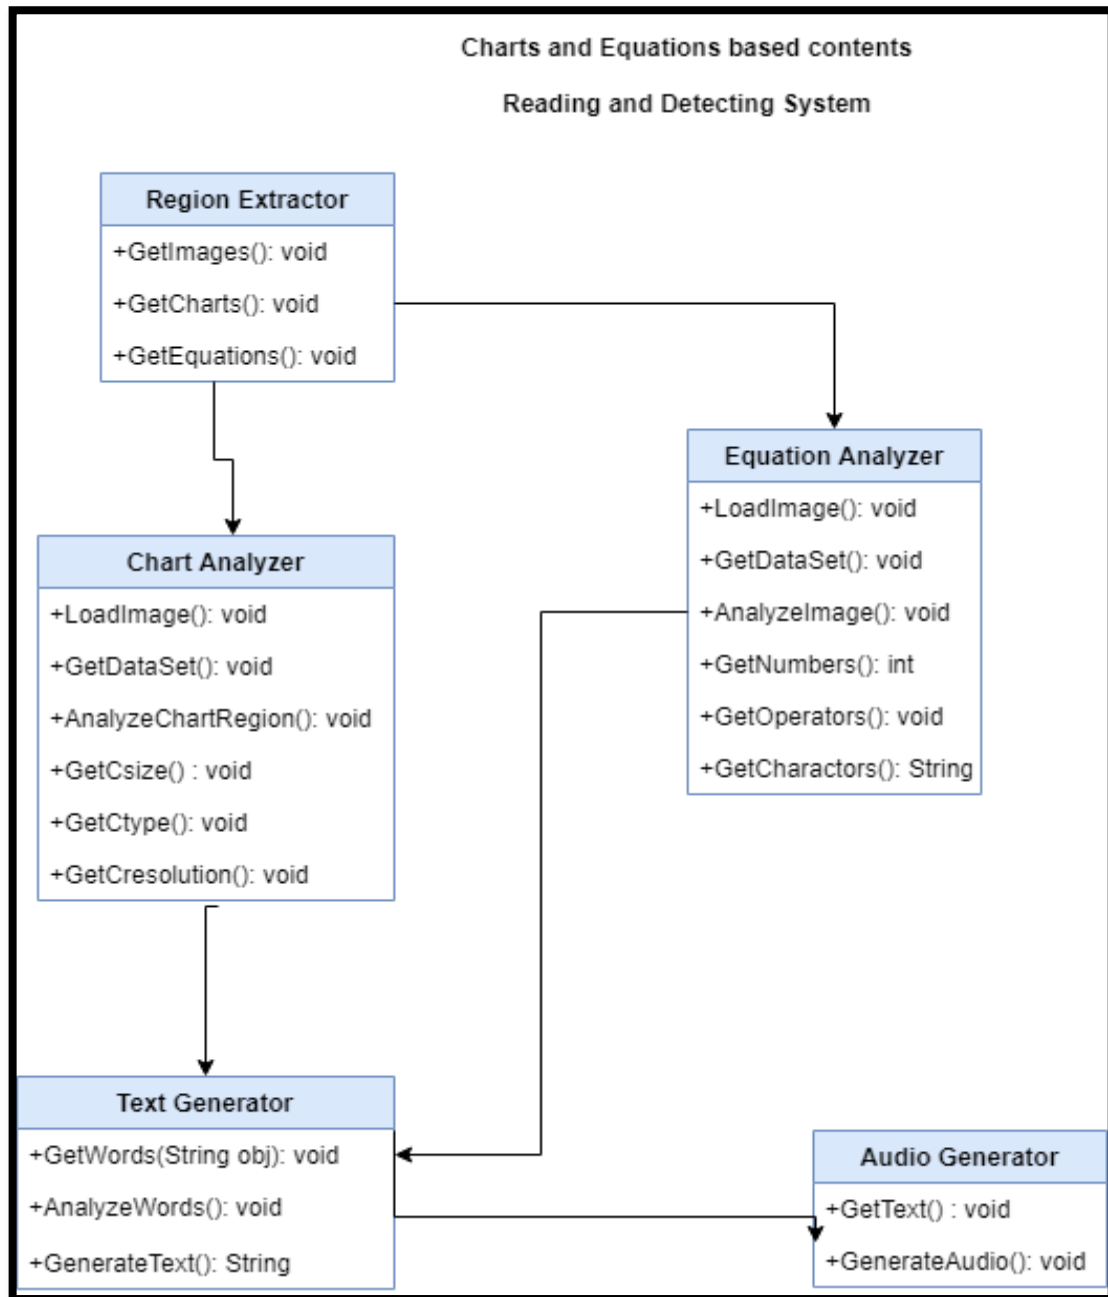 Charts and Equations based contents
Reading and Detecting System
Region Extractor
+GetImages(): void
+GetCharts(): void
+GetEquations(): void
Equation Analyzer
+LoadImage(): void
+GetDataSet(): void
+AnalyzeImage(): void
+GetNumbers(): int
+GetOperators(): void
+GetCharactors(): String
Chart Analyzer
+LoadImage(): void
+GetDataSet(): void
+AnalyzeChartRegion(): void
+GetCsize() : void
+GetCtype(): void
+GetCresolution(): void
Text Generator
+GetWords(String obj): void
+AnalyzeWords(): void
+GenerateText(): String
Audio Generator
+GetText() : void
+GenerateAudio(): void